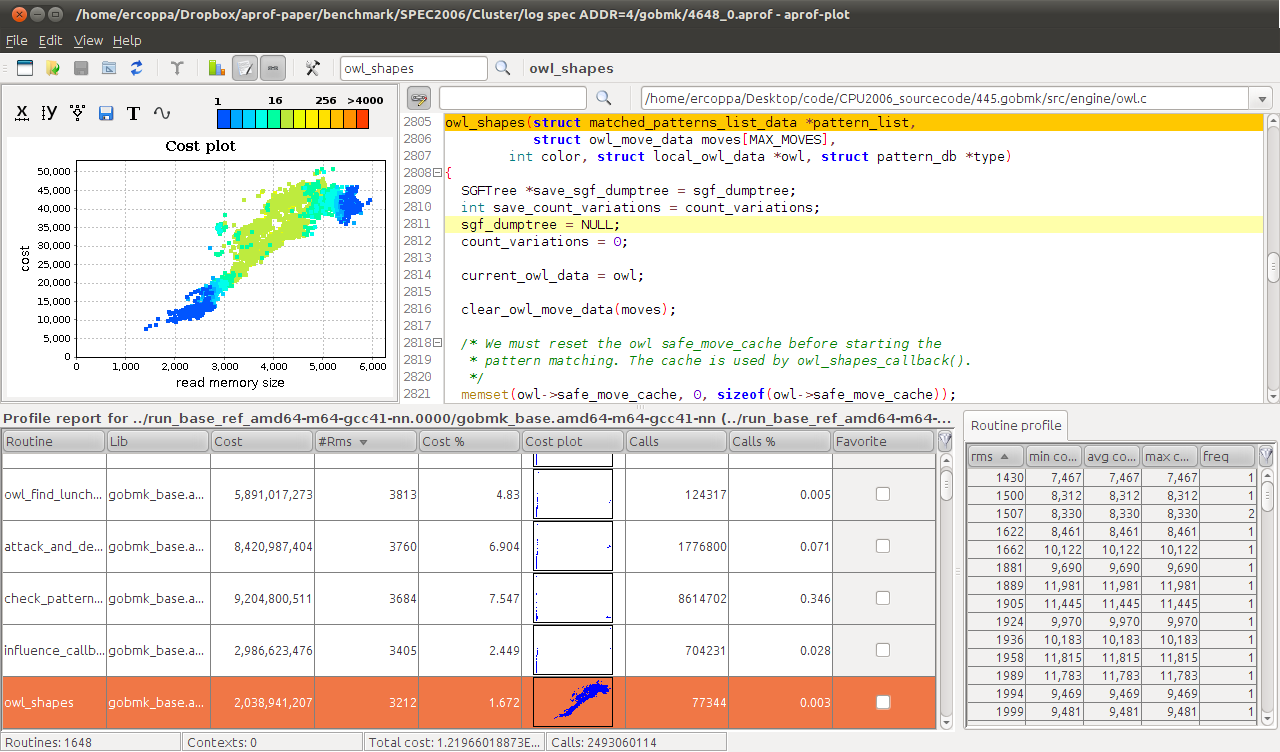 /home/ercoppa/Dropbox/aprof-paper/benchmark/SPEC2006/Cluster/log spec ADDR=4/gobmk/4648_0.aprof - aprof-plot
File Edit View Help
owl_shapes owl_shapes
1 16 256 >4000
Cost plot
50,000
45,000
40,000
35,000
30,000
25,000
20,000
15,000
10,000
5,000
0
cost
0 1,000 2,000 3,000 4,000 5,000 6,000
read memory size
/home/ercoppa/Desktop/code/CPU2006_sourcecode/445.gobmk/src/engine/owl.c
2805 owl_shapes(struct matched_patterns_list_data *pattern_list,
2806 struct owl_move_data moves[MAX_MOVES],
2807 int color, struct local_owl_data *owl, struct pattern_db *type)
2808 {
2809 SGFTree *save_sgf_dumptree = sgf_dumptree;
2810 int save_count_variations = count_variations;
2811 sgf_dumptree = NULL;
2812 count_variations = 0;
2813
2814 current_owl_data = owl;
2815
2816 clear_owl_move_data(moves);
2817
2818 /* We must reset the owl safe_move_cache before starting the
2819 * pattern matching. The cache is used by owl_shapes_callback().
2820 */
2821 memset(owl->safe_move_cache, 0, sizeof(owl->safe_move_cache));
Profile report for ../run_base_ref_amd64-m64-gcc41-nn.0000/gobmk_base.amd64-m64-gcc41-nn (../run_base_ref_amd64-m64-...
Routine Lib Cost #Rms Cost % Cost plot Calls Calls % Favorite
owl_find_lunch... gobmk_base.a... 5,891,017,273 3813 4.83 124317 0.005
attack_and_de... gobmk_base.a... 8,420,987,404 3760 6.904 1776800 0.071
check_pattern... gobmk_base.a... 9,204,800,511 3684 7.547 8614702 0.346
influence_callb... gobmk_base.a... 2,986,623,476 3405 2.449 704231 0.028
owl_shapes gobmk_base.a... 2,038,941,207 3212 1.672 77344 0.003
Routine profile
rms min co... avg co... max c... freq
1430 7,467 7,467 7,467 1
1500 8,312 8,312 8,312 1
1507 8,330 8,330 8,330 2
1622 8,461 8,461 8,461 1
1662 10,122 10,122 10,122 1
1881 9,690 9,690 9,690 1
1889 11,981 11,981 11,981 1
1905 11,445 11,445 11,445 1
1924 9,970 9,970 9,970 1
1936 10,183 10,183 10,183 1
1958 11,815 11,815 11,815 1
1989 11,783 11,783 11,783 1
1994 9,469 9,469 9,469 1
1999 9,481 9,481 9,481 1
Routines: 1648 Contexts: 0 Total cost: 1.21966018873E... Calls: 2493060114